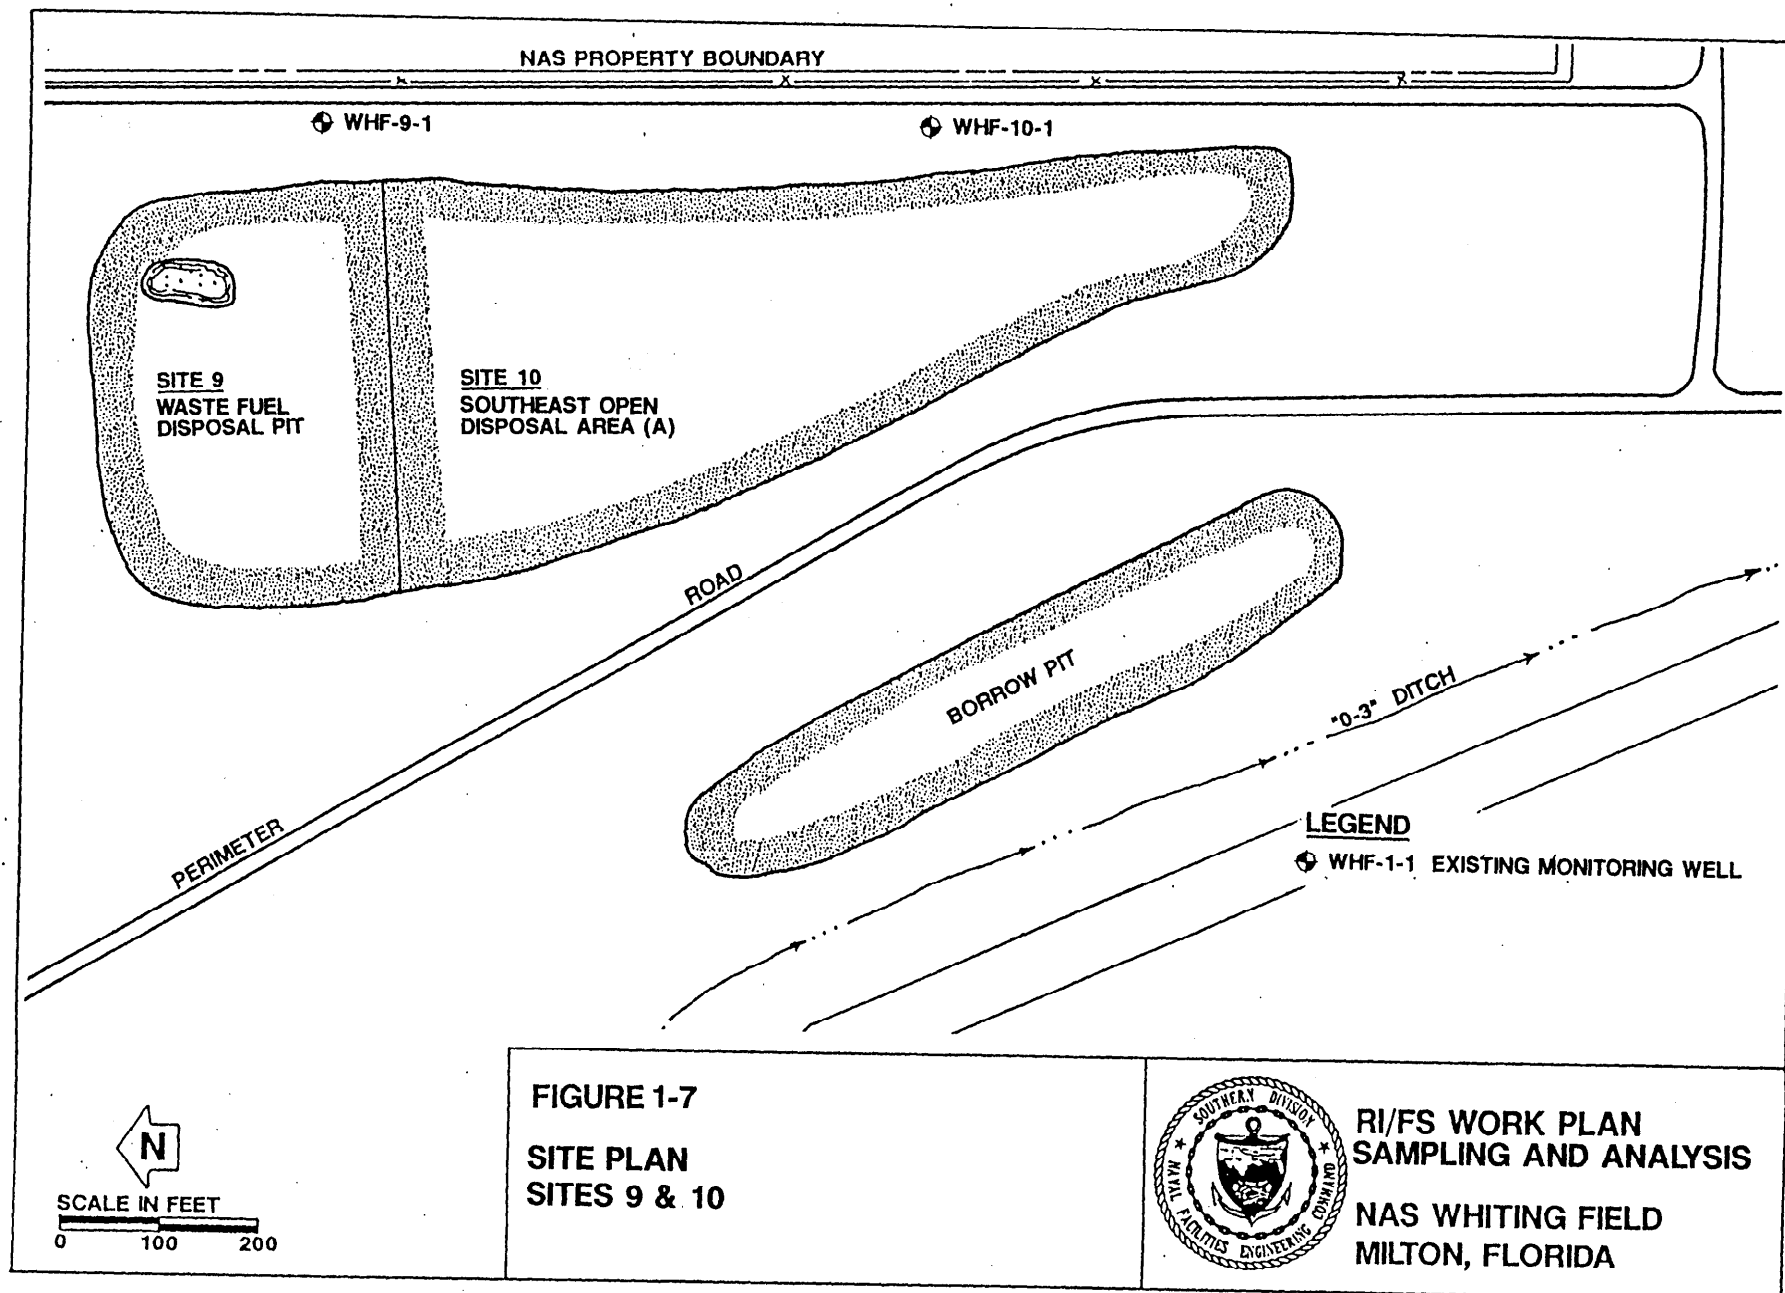 NAS PROPERTY BOUNDARY
WHF-9-1
WHF-10-1
SITE 9
WASTE FUEL
DISPOSAL PIT
SITE 10
SOUTHEAST OPEN
DISPOSAL AREA (A)
PERIMETER ROAD
BORROW PIT
"0-3" DITCH
LEGEND
WHF-1-1 EXISTING MONITORING WELL
N
SCALE IN FEET
0 100 200
FIGURE 1-7
SITE PLAN
SITES 9 & 10
SOUTHERN DIVISION
NAVAL FACILITIES ENGINEERING COMMAND
RI/FS WORK PLAN
SAMPLING AND ANALYSIS
NAS WHITING FIELD
MILTON, FLORIDA